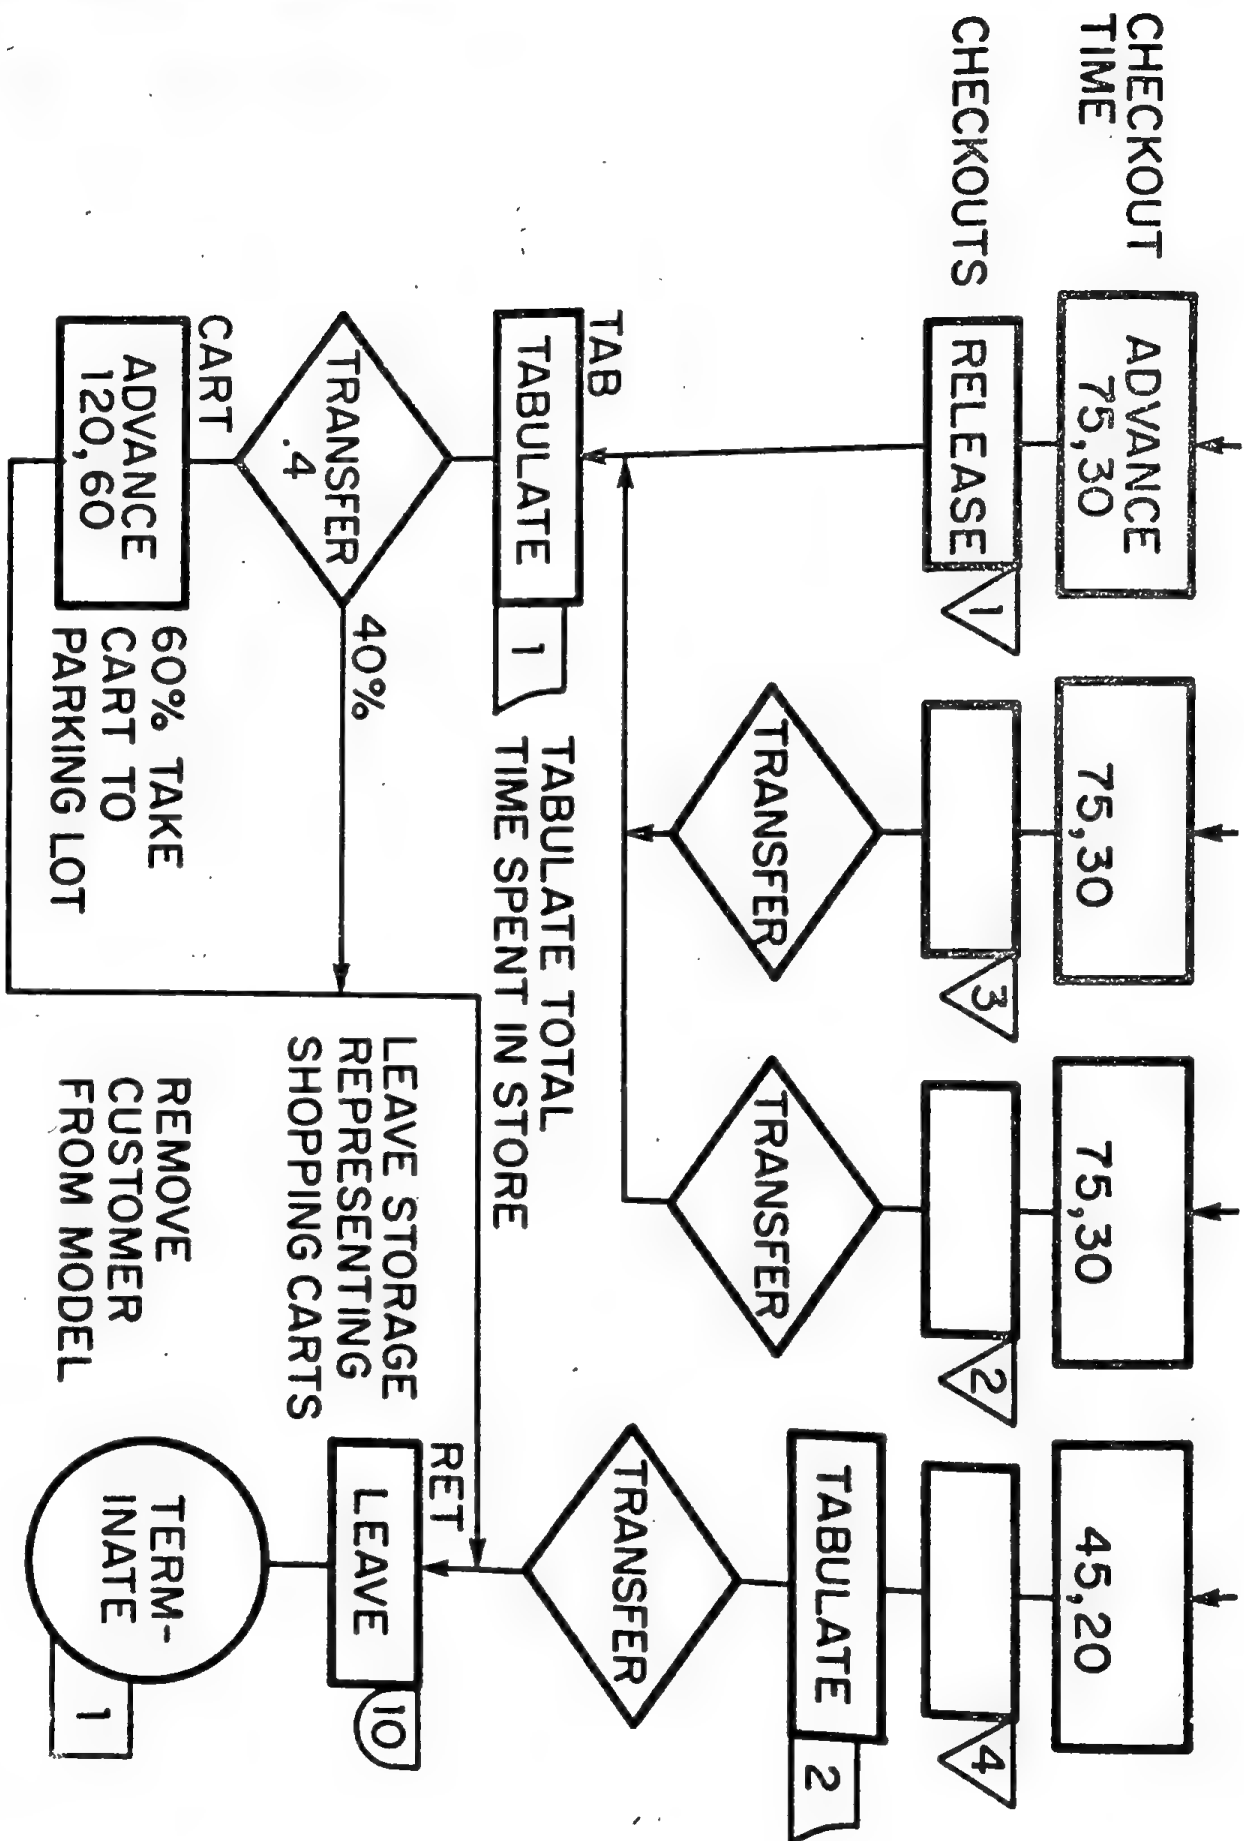 CHECKOUT
TIME
ADVANCE
75,30
75,30
75,30
45,20
CHECKOUTS
RELEASE
1
3
2
4
TRANSFER
TRANSFER
TABULATE
2
TAB
TABULATE
1
TABULATE TOTAL
TIME SPENT IN STORE
TRANSFER
TRANSFER
.4
40%
LEAVE STORAGE
REPRESENTING
SHOPPING CARTS
RET
LEAVE
10
CART
ADVANCE
120,60
60% TAKE
CART TO
PARKING LOT
REMOVE
CUSTOMER
FROM MODEL
TERM-
INATE
1